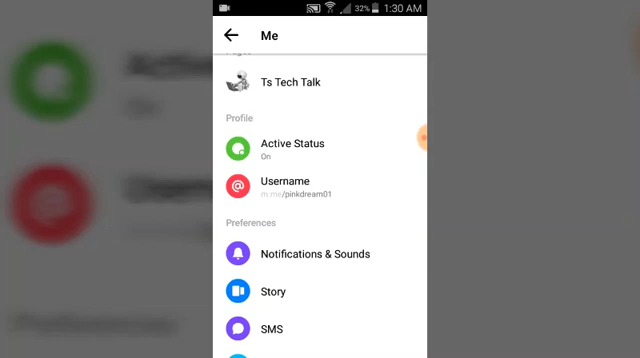 32% 1:30 AM
Me
Pages
Ts Tech Talk
Profile
Active Status
On
Username
m.me/pinkdream01
Preferences
Notifications & Sounds
Story
SMS